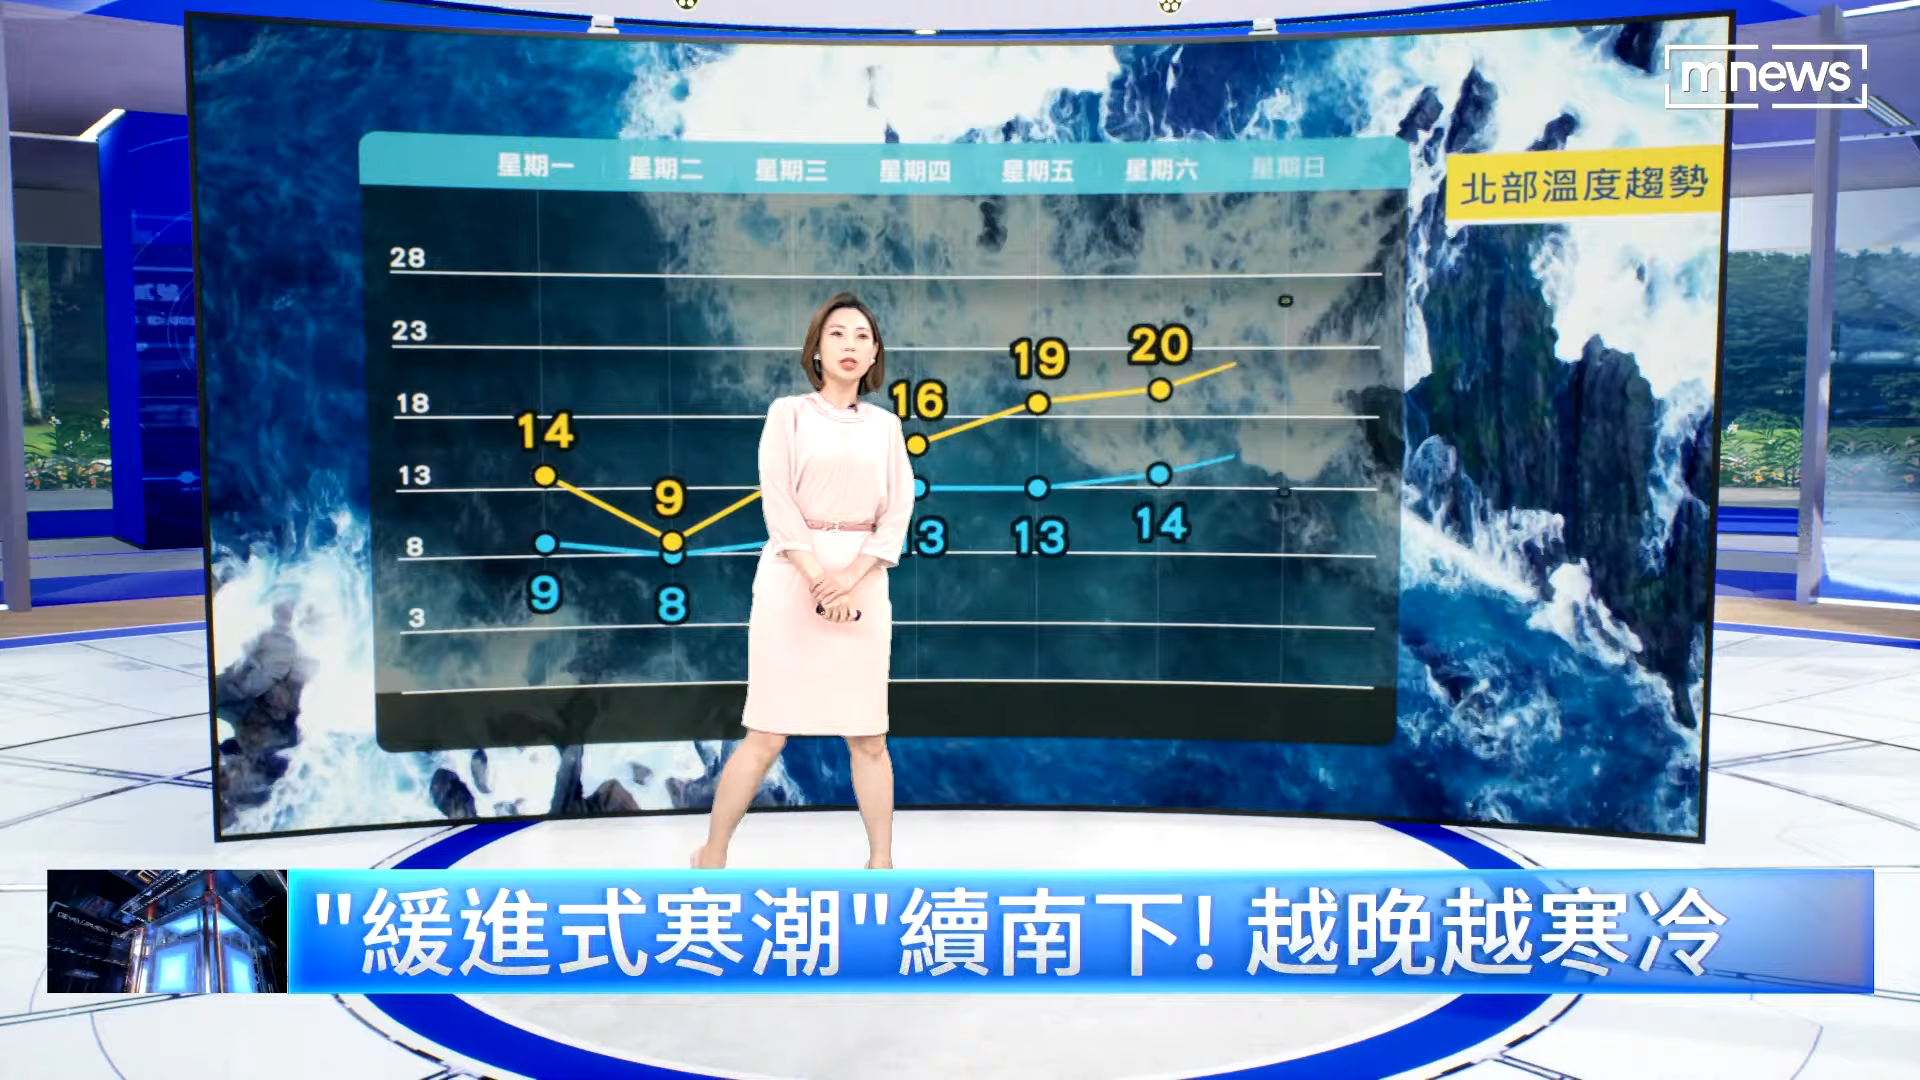 mnews
北部溫度趨勢
星期一 星期二 星期三 星期四 星期五 星期六 星期日
28
23
18
13
8
3
14 9 16 19 20
9 8 13 13 14
"緩進式寒潮"續南下! 越晚越寒冷